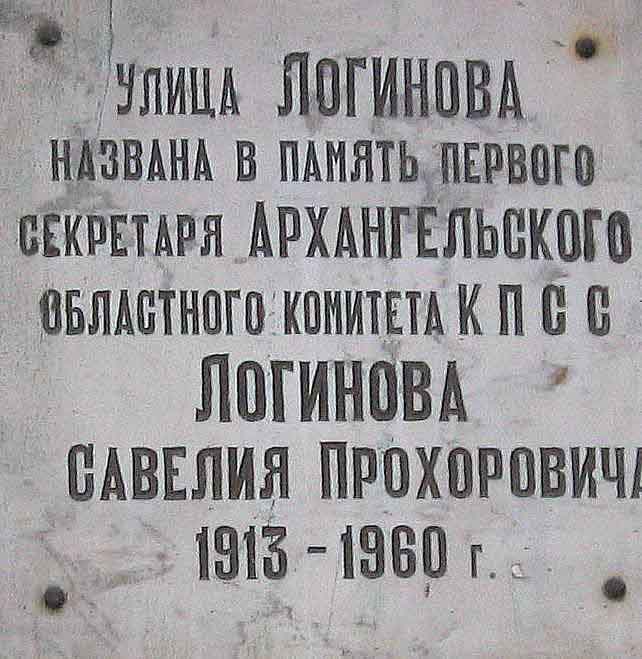 Улица Логинова
названа в память первого
секретаря Архангельского
областного комитета К П С С
Логинова
Савелия Прохоровича
1913 - 1960 г.